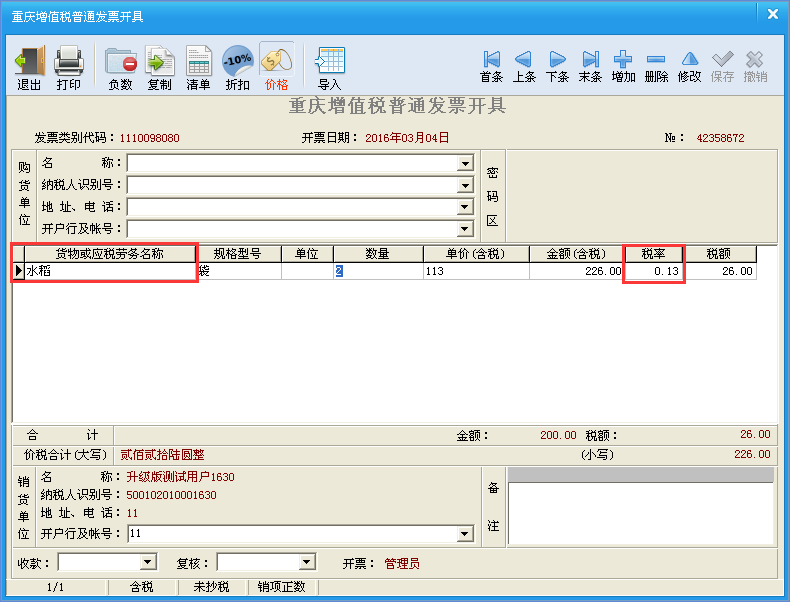 重庆增值税普通发票开具
退出 打印 负数 复制 清单 -10% 折扣 价格 导入 首条 上条 下条 末条 增加 删除 修改 保存 撤销
重庆增值税普通发票开具
发票类别代码：1110098080 开票日期：2016年03月04日 №：42358672
购货单位
名 称：
纳税人识别号：
地 址、电 话：
开户行及帐号：
密码区
货物或应税劳务名称 规格型号 单位 数量 单价(含税) 金额(含税) 税率 税额
水稻 袋 2 113 226.00 0.13 26.00
合 计 金额：200.00 税额：26.00
价税合计(大写) 贰佰贰拾陆圆整 (小写) 226.00
销货单位
名 称：升级版测试用户1630
纳税人识别号：500102010001630
地 址、电 话：11
开户行及帐号：11
备注
收款： 复核： 开票：管理员
1/1 含税 未抄税 销项正数